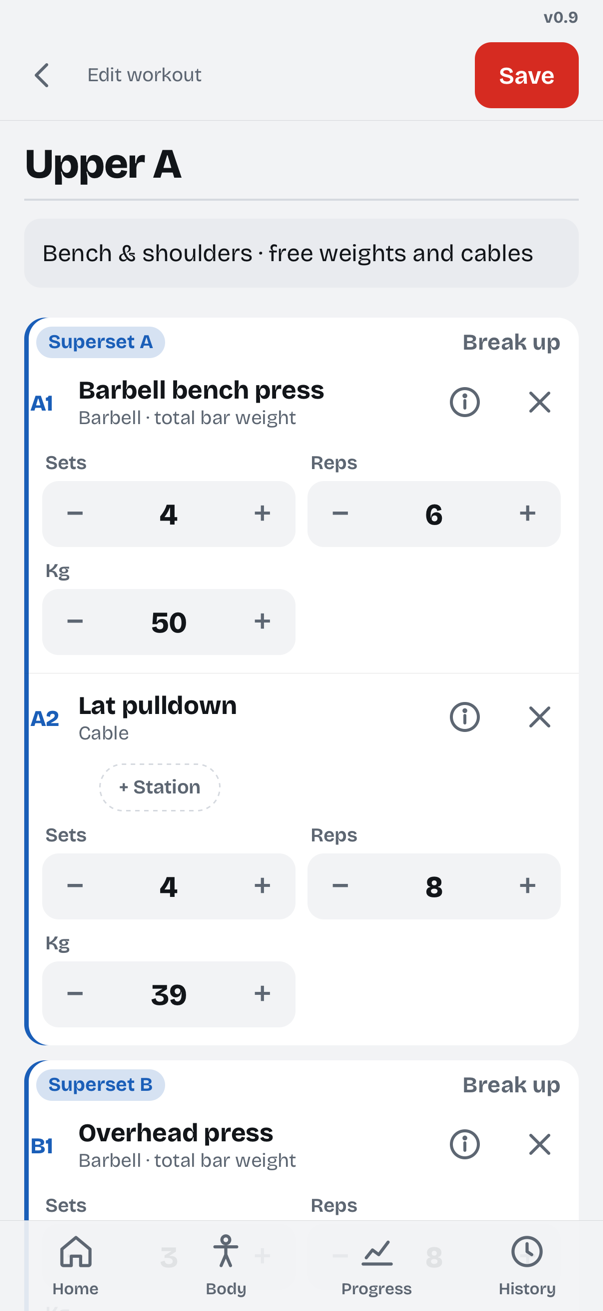 v0.9
Edit workout
Save
Upper A
Bench & shoulders · free weights and cables
Superset A
Break up
A1
Barbell bench press
Barbell · total bar weight
Sets
Reps
− 4 +
− 6 +
Kg
− 50 +
A2
Lat pulldown
Cable
+ Station
Sets
Reps
− 4 +
− 8 +
Kg
− 39 +
Superset B
Break up
B1
Overhead press
Barbell · total bar weight
Sets
Reps
3 +
− 8
Home
Body
Progress
History